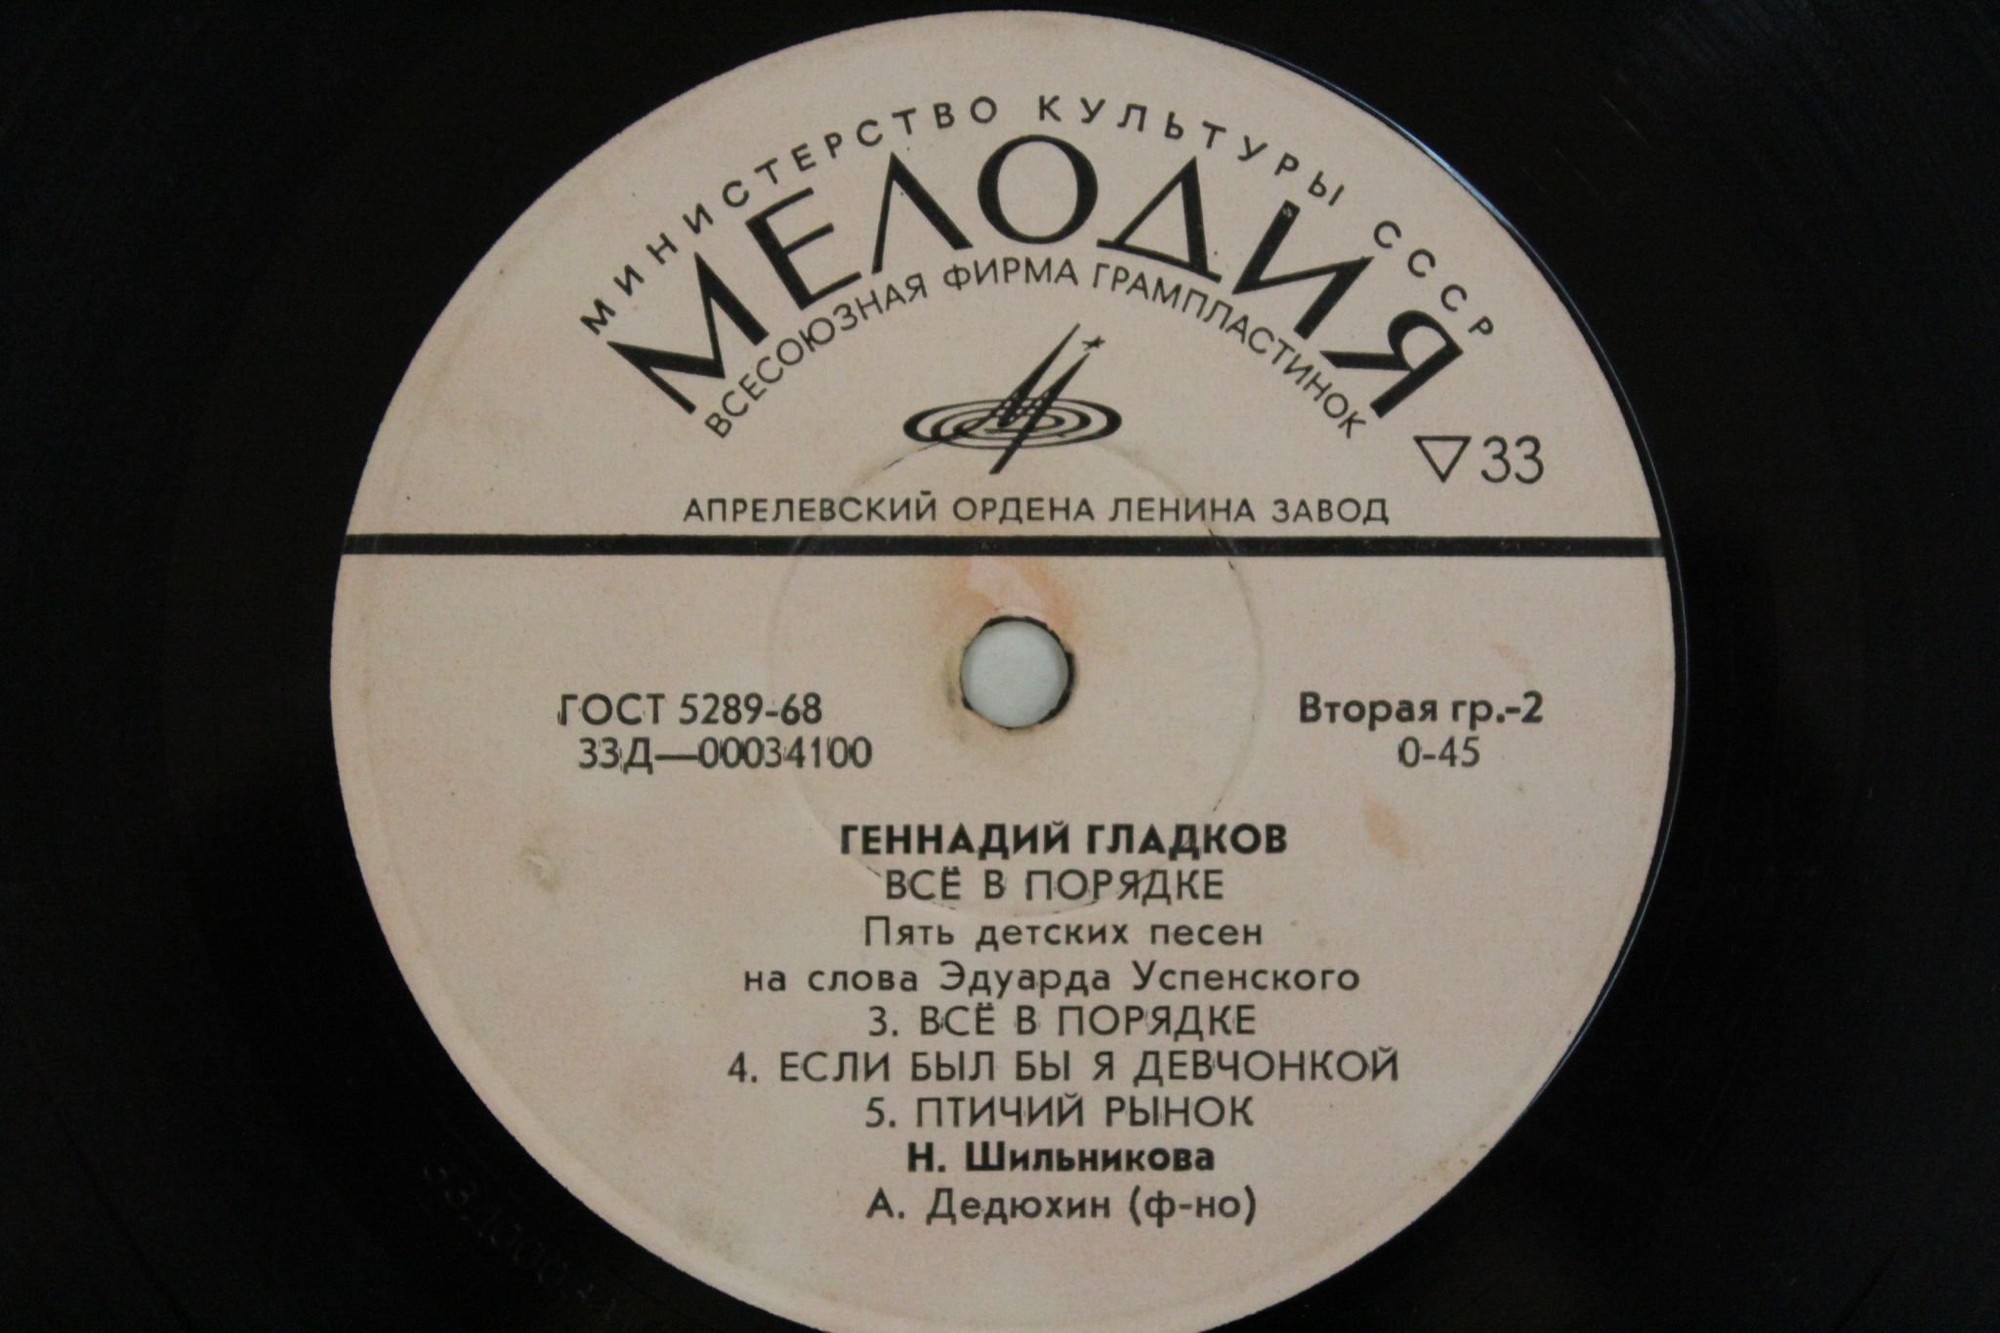 МИНИСТЕРСТВО КУЛЬТУРЫ СССР
МЕЛОДИЯ
ВСЕСОЮЗНАЯ ФИРМА ГРАМПЛАСТИНОК
▽33
АПРЕЛЕВСКИЙ ОРДЕНА ЛЕНИНА ЗАВОД
ГОСТ 5289-68
33Д—00034100
Вторая гр.-2
0-45
ГЕННАДИЙ ГЛАДКОВ
ВСЁ В ПОРЯДКЕ
Пять детских песен
на слова Эдуарда Успенского
3. ВСЁ В ПОРЯДКЕ
4. ЕСЛИ БЫЛ БЫ Я ДЕВЧОНКОЙ
5. ПТИЧИЙ РЫНОК
Н. Шильникова
А. Дедюхин (ф-но)